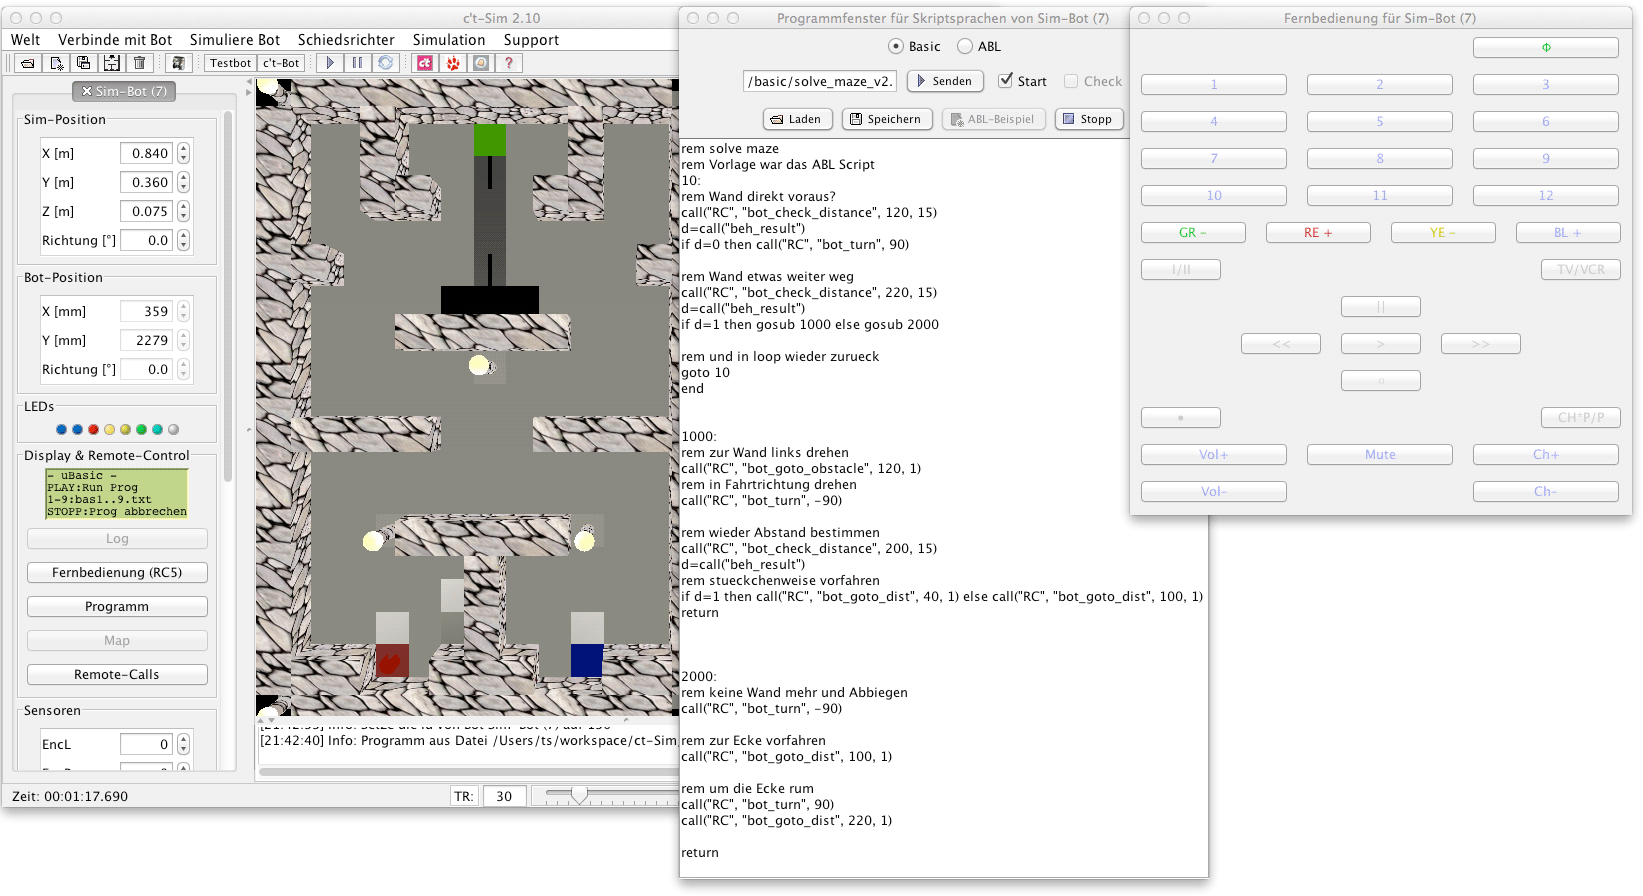 c't-Sim 2.10
Welt Verbinde mit Bot Simuliere Bot Schiedsrichter Simulation Support
Testbot c't-Bot ct ?
Sim-Bot (7)
Sim-Position
X [m] 0.840
Y [m] 0.360
Z [m] 0.075
Richtung [°] 0.0
Bot-Position
X [mm] 359
Y [mm] 2279
Richtung [°] 0.0
LEDs
Display & Remote-Control
- uBasic -
PLAY:Run Prog
1-9:bas1..9.txt
STOPP:Prog abbrechen
Log
Fernbedienung (RC5)
Programm
Map
Remote-Calls
Sensoren
EncL 0
[21:42:40] Info: Programm aus Datei /Users/ts/workspace/ct-Sim
Zeit: 00:01:17.690
TR: 30
Programmfenster für Skriptsprachen von Sim-Bot (7)
Basic ABL
/basic/solve_maze_v2. Senden Start Check
Laden Speichern ABL-Beispiel Stopp
rem solve maze
rem Vorlage war das ABL Script
10:
rem Wand direkt voraus?
call("RC", "bot_check_distance", 120, 15)
d=call("beh_result")
if d=0 then call("RC", "bot_turn", 90)
rem Wand etwas weiter weg
call("RC", "bot_check_distance", 220, 15)
d=call("beh_result")
if d=1 then gosub 1000 else gosub 2000
rem und in loop wieder zurueck
goto 10
end
1000:
rem zur Wand links drehen
call("RC", "bot_goto_obstacle", 120, 1)
rem in Fahrtrichtung drehen
call("RC", "bot_turn", -90)
rem wieder Abstand bestimmen
call("RC", "bot_check_distance", 200, 15)
d=call("beh_result")
rem stueckchenweise vorfahren
if d=1 then call("RC", "bot_goto_dist", 40, 1) else call("RC", "bot_goto_dist", 100, 1)
return
2000:
rem keine Wand mehr und Abbiegen
call("RC", "bot_turn", -90)
rem zur Ecke vorfahren
call("RC", "bot_goto_dist", 100, 1)
rem um die Ecke rum
call("RC", "bot_turn", 90)
call("RC", "bot_goto_dist", 220, 1)
return
Fernbedienung für Sim-Bot (7)
Φ
1 2 3
4 5 6
7 8 9
10 11 12
GR - RE + YE - BL +
I/II TV/VCR
||
<< > >>
▫
• CH*P/P
Vol+ Mute Ch+
Vol- Ch-